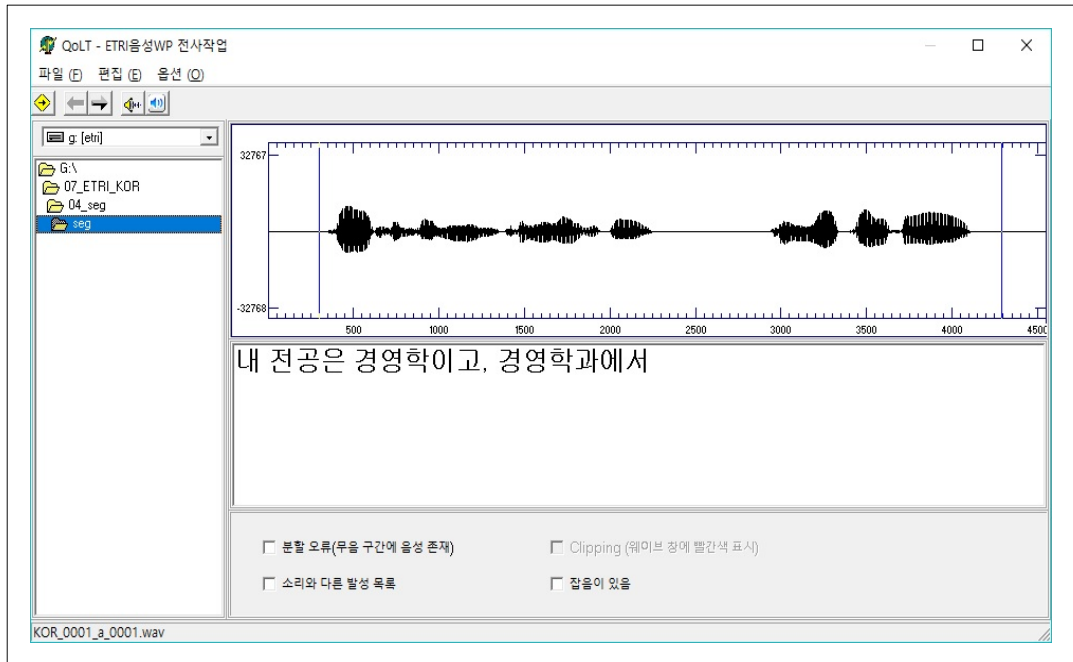 QoLT - ETRI음성WP 전사작업
파일 (F) 편집 (E) 옵션 (O)
g: [etri]
G:\
07_ETRI_KOR
04_seg
seg
32767
-32768
500 1000 1500 2000 2500 3000 3500 4000 4500
내 전공은 경영학이고, 경영학과에서
분할 오류(무음 구간에 음성 존재) Clipping (웨이브 창에 빨간색 표시)
소리와 다른 발성 목록 잡음이 있음
KOR_0001_a_0001.wav